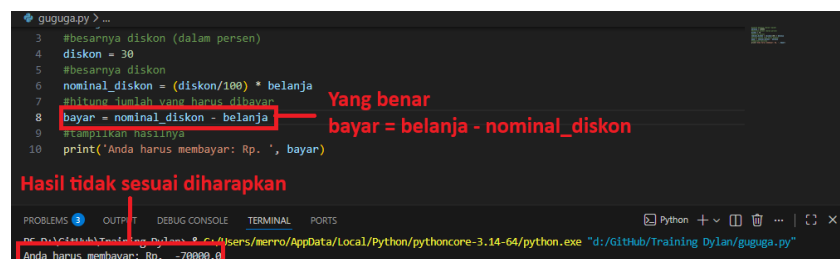 guguga.py > ...
3 #besarnya diskon (dalam persen)
4 diskon = 30
5 #besarnya diskon
6 nominal_diskon = (diskon/100) * belanja
7 #hitung jumlah yang harus dibayar
8 bayar = nominal_diskon - belanja
Yang benar
bayar = belanja - nominal_diskon
9 #tampilkan hasilnya
10 print('Anda harus membayar: Rp. ', bayar)
Hasil tidak sesuai diharapkan
PROBLEMS 3 OUTPUT DEBUG CONSOLE TERMINAL PORTS Python
PS D:\GitHub\Training Dylan> & C:/Users/merro/AppData/Local/Python/pythoncore-3.14-64/python.exe "d:/GitHub/Training Dylan/guguga.py"
Anda harus membayar: Rp. -70000.0